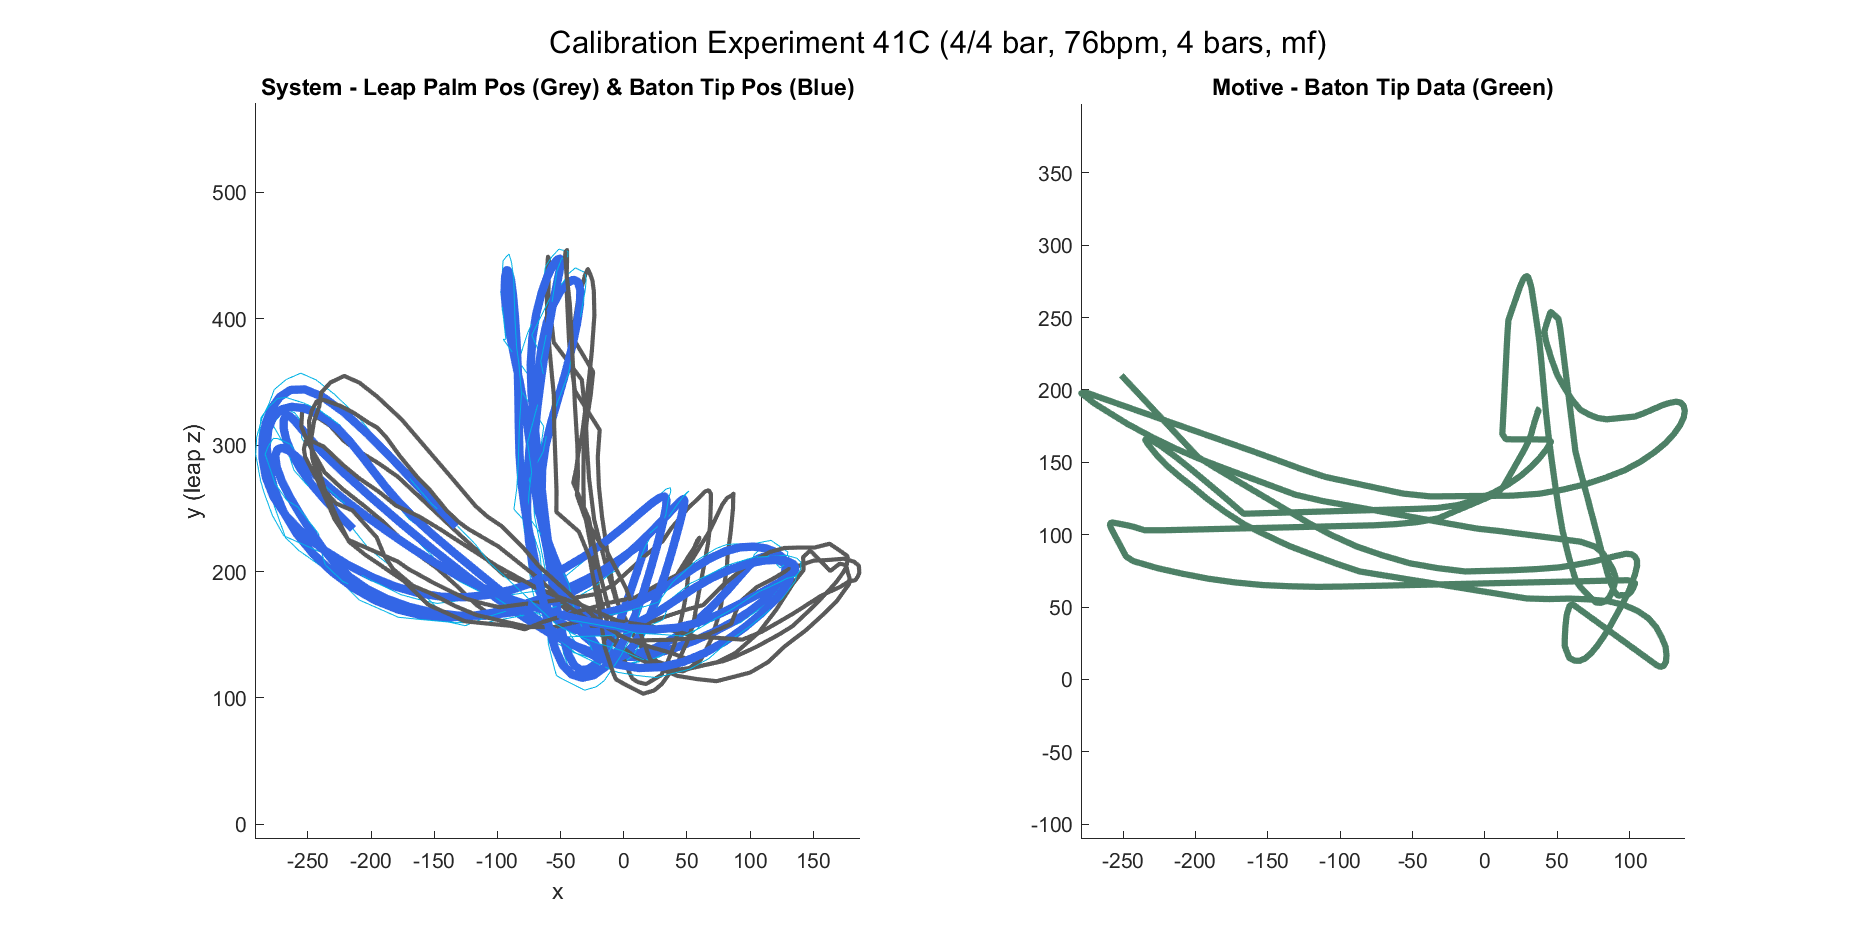 Calibration Experiment 41C (4/4 bar, 76bpm, 4 bars, mf)
System - Leap Palm Pos (Grey) & Baton Tip Pos (Blue)
500
400
300
200
100
0
y (leap z)
-250 -200 -150 -100 -50 0 50 100 150
x
Motive - Baton Tip Data (Green)
350
300
250
200
150
100
50
0
-50
-100
-250 -200 -150 -100 -50 0 50 100